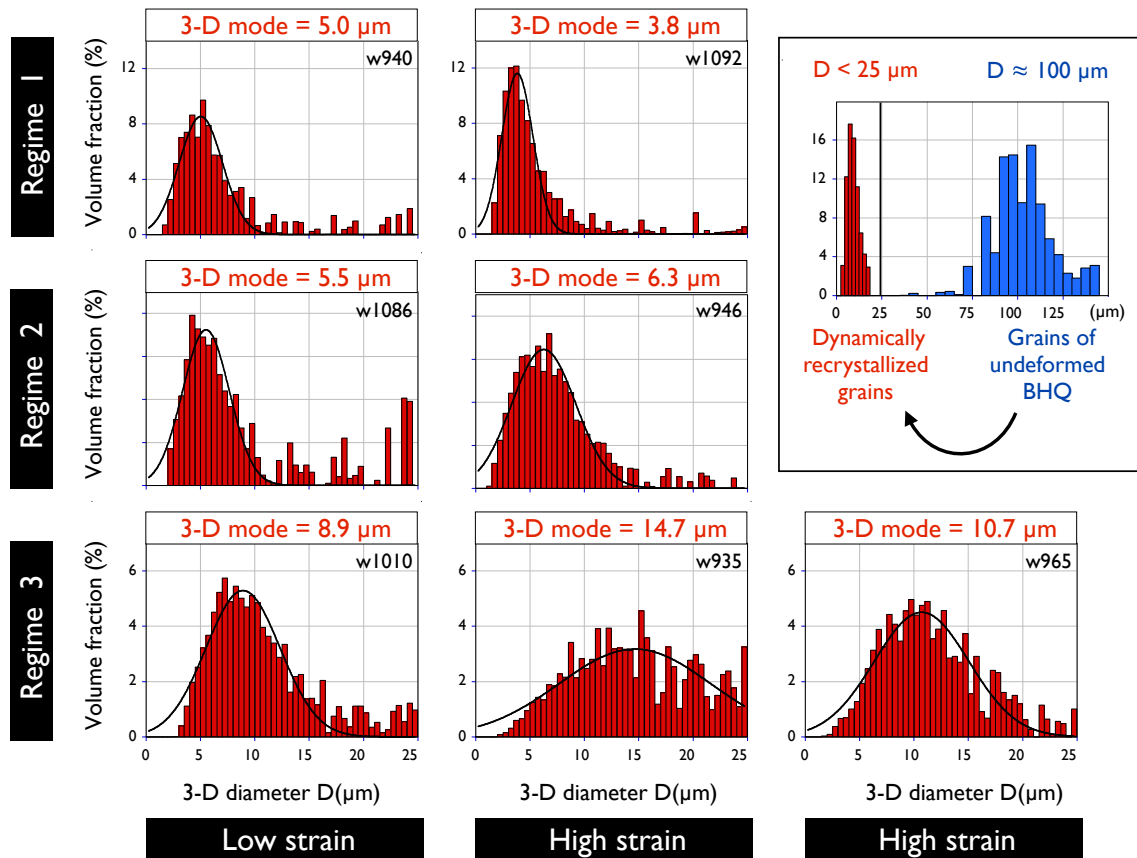 3-D mode = 5.0 µm
3-D mode = 3.8 µm
Regime 1
Volume fraction (%)
w940
w1092
12
8
4
0
12
8
4
0
D < 25 µm
D ≈ 100 µm
16
12
8
4
0
0
25
50
75
100
125
(µm)
Dynamically
recrystallized
grains
Grains of
undeformed
BHQ
3-D mode = 5.5 µm
3-D mode = 6.3 µm
Regime 2
Volume fraction (%)
w1086
w946
3-D mode = 8.9 µm
3-D mode = 14.7 µm
3-D mode = 10.7 µm
Regime 3
Volume fraction (%)
w1010
w935
w965
6
4
2
0
6
4
2
0
6
4
2
0
0 5 10 15 20 25
0 5 10 15 20 25
0 5 10 15 20 25
3-D diameter D(µm)
3-D diameter D(µm)
3-D diameter D(µm)
Low strain
High strain
High strain